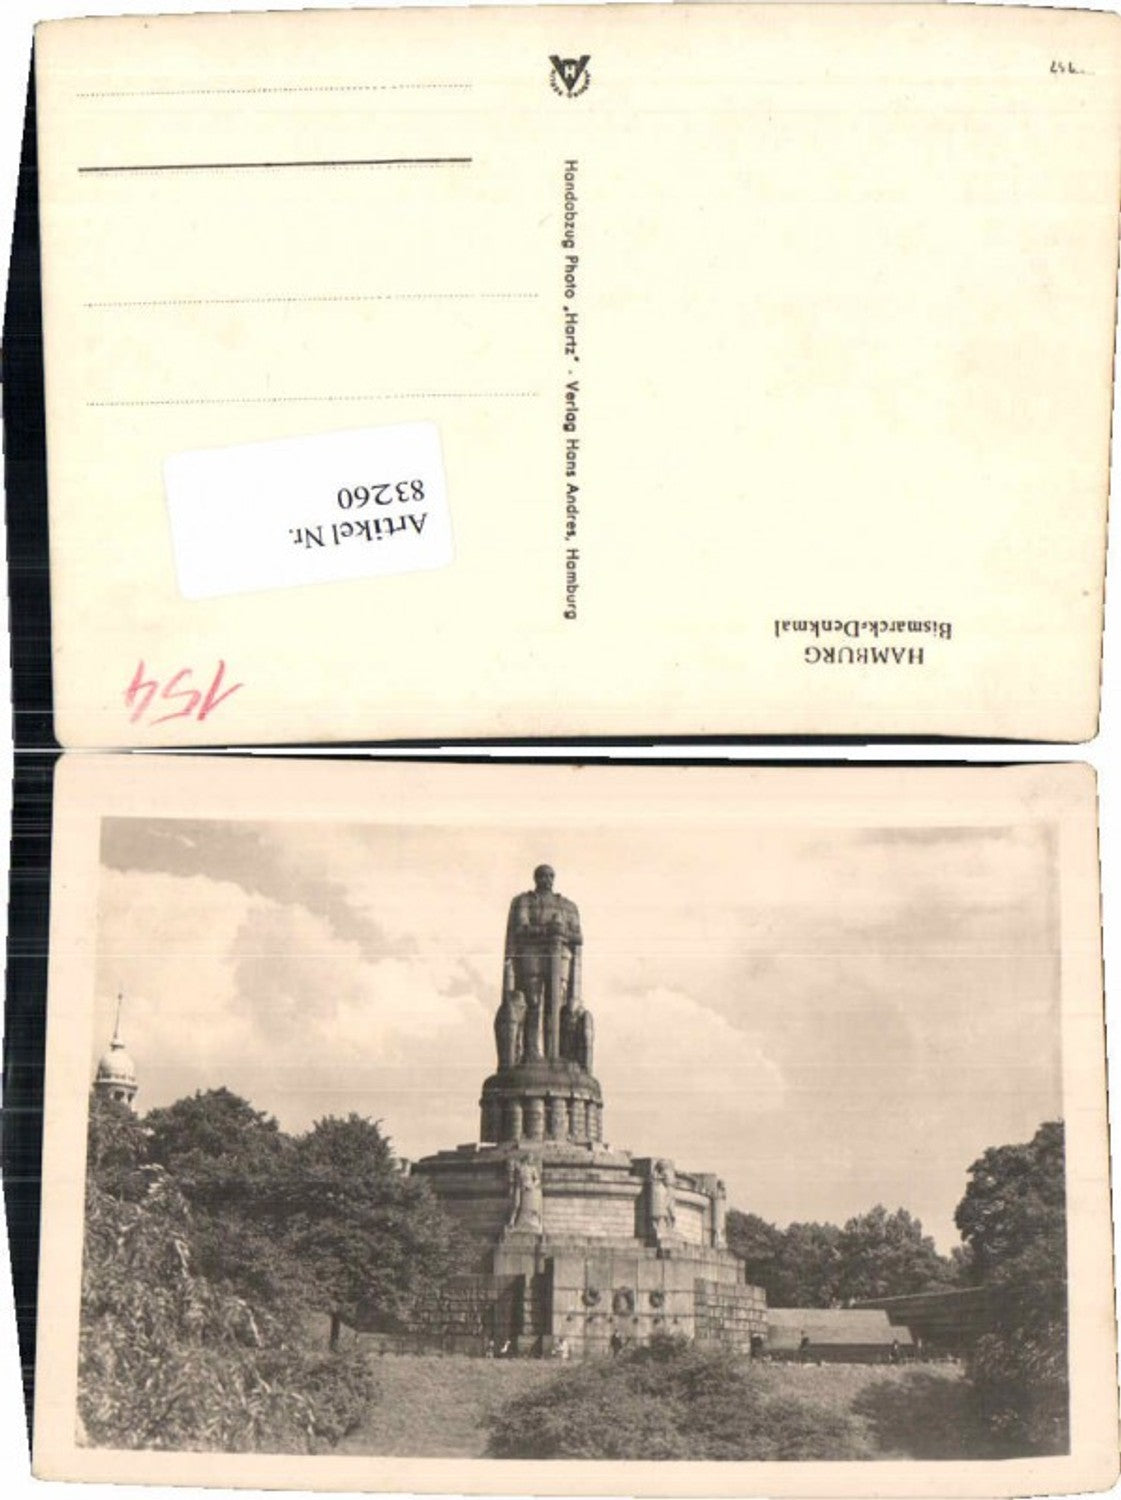 HAMBURG
Bismarck-Denkmal
Handabzug Photo „Hartz" - Verlag Hans Andres, Hamburg
H
Artikel Nr.
83260
154